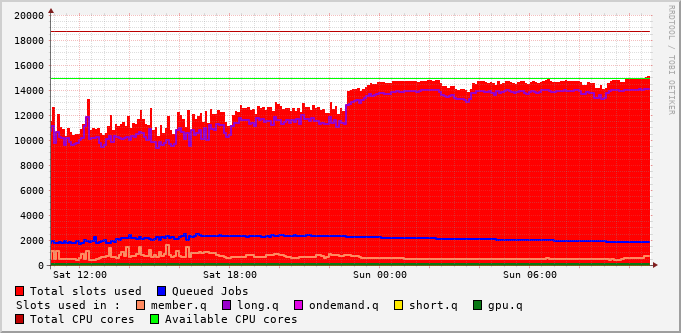 RRDTOOL / TOBI OETIKER
20000
18000
16000
14000
12000
10000
8000
6000
4000
2000
0
Sat 12:00 Sat 18:00 Sun 00:00 Sun 06:00
Total slots used Queued Jobs
Slots used in : member.q long.q ondemand.q short.q gpu.q
Total CPU cores Available CPU cores